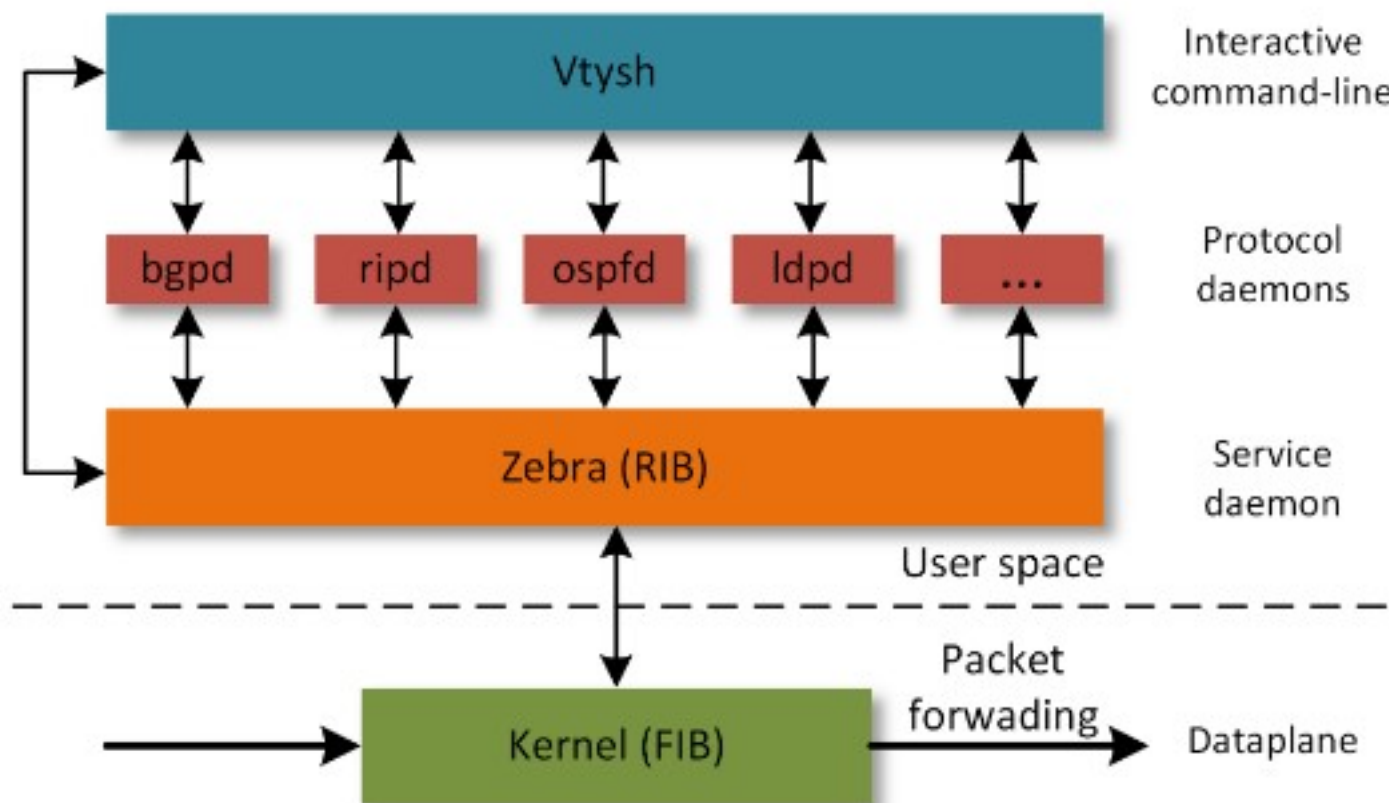 Vtysh
Interactive
command-line
bgpd
ripd
ospfd
ldpd
...
Protocol
daemons
Zebra (RIB)
Service
daemon
User space
Packet
forwading
Kernel (FIB)
Dataplane